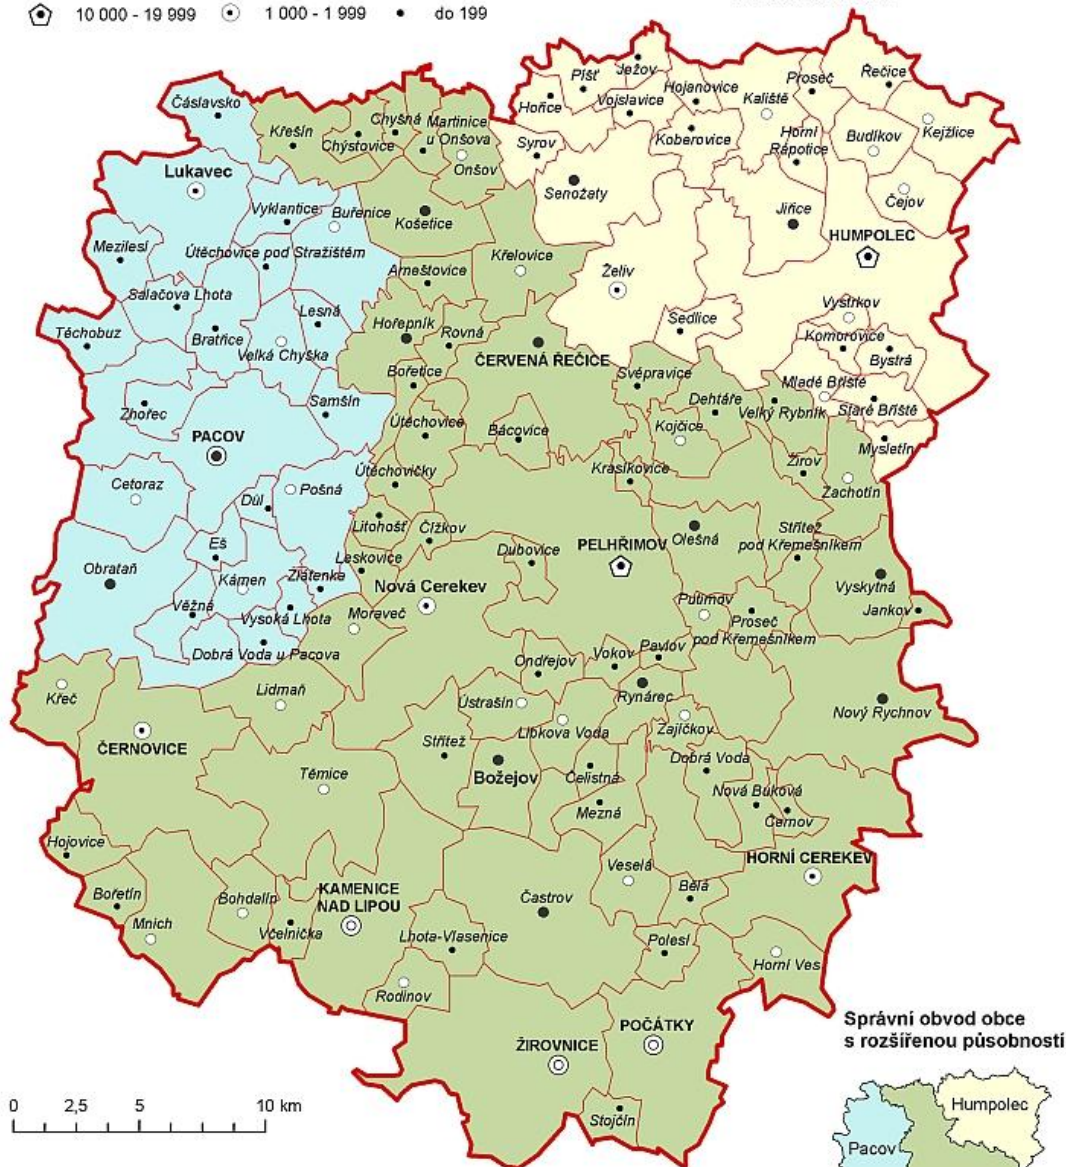 10 000 - 19 999
1 000 - 1 999
do 199
Čáslavsko
Křešín
Chýstovice
Chyšná
Martinice
u Onšova
Onšov
Hořice
Píšť
Ježov
Vojslavice
Hojanovice
Kaliště
Proseč
Řečice
Kejžlice
Syrov
Koberovice
Horní
Rápotice
Budíkov
Lukavec
Senožaty
Čejov
Vyklantice
Buřenice
Košetice
Jiřice
HUMPOLEC
Mezilesí
Útěchovice pod Stražištěm
Arneštovice
Křelovice
Želiv
Salačova Lhota
Lesná
Hořepník
Rovná
Sedlice
Vystrkov
Těchobuz
Bratřice
Velká Chyška
ČERVENÁ ŘEČICE
Komorovice
Bystrá
Bořetice
Svépravice
Mladé Bříště
Zhořec
Samšín
Dehtáře
Velký Rybník
Staré Bříště
PACOV
Útěchovice
Bácovice
Kojčice
Mysletín
Cetoraz
Důl
Pošná
Útěchovičky
Krasíkovice
Žirov
Zachotín
Litohošť
Čížkov
Olešná
Střítež
pod Křemešníkem
Eš
Leskovice
Dubovice
PELHŘIMOV
Obrataň
Kámen
Zlátenka
Nová Cerekev
Vyskytná
Věžná
Vysoká Lhota
Moraveč
Putimov
Proseč
pod Křemešníkem
Jankov
Dobrá Voda u Pacova
Ondřejov
Vokov
Pavlov
Křeč
Lidmaň
Ústrašín
Rynárec
Nový Rychnov
ČERNOVICE
Střítež
Libkova Voda
Zajíčkov
Těmice
Božejov
Čelistná
Dobrá Voda
Mezná
Nová Buková
Černov
Hojovice
HORNÍ CEREKEV
Bořetín
Bohdalín
KAMENICE
NAD LIPOU
Častrov
Veselá
Bělá
Mnich
Včelnička
Lhota-Vlasenice
Polesí
Horní Ves
Rodinov
ŽIROVNICE
POČÁTKY
Správní obvod obce
s rozšířenou působností
Stojčín
0 2,5 5 10 km
Humpolec
Pacov